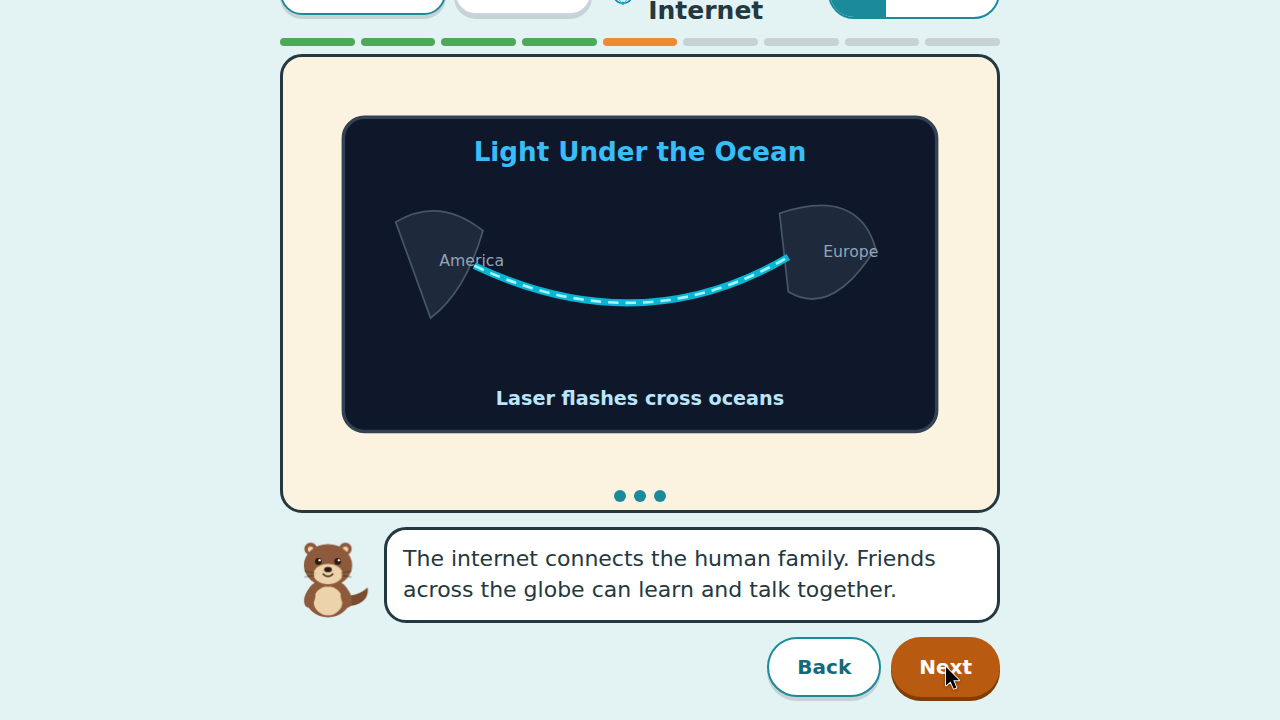 Internet
Light Under the Ocean
America
Europe
Laser flashes cross oceans
The internet connects the human family. Friends
across the globe can learn and talk together.
Back
Next